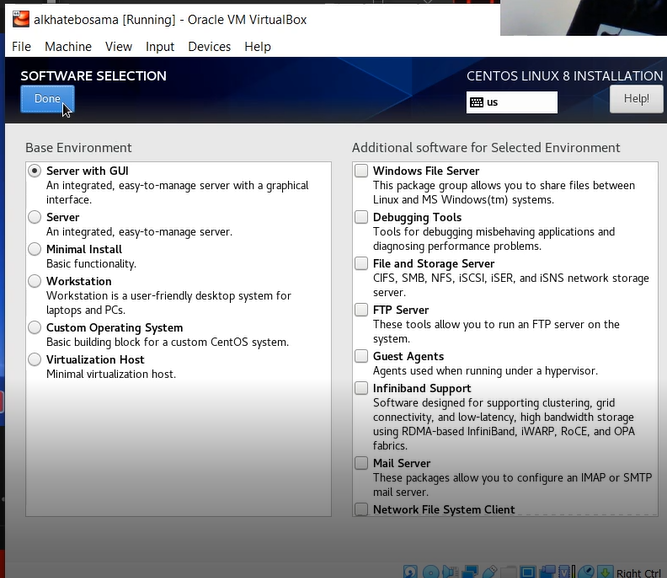 alkhatebosama [Running] - Oracle VM VirtualBox
File Machine View Input Devices Help
SOFTWARE SELECTION
CENTOS LINUX 8 INSTALLATION
Done
us
Help!
Base Environment
Server with GUI
An integrated, easy-to-manage server with a graphical
interface.
Server
An integrated, easy-to-manage server.
Minimal Install
Basic functionality.
Workstation
Workstation is a user-friendly desktop system for
laptops and PCs.
Custom Operating System
Basic building block for a custom CentOS system.
Virtualization Host
Minimal virtualization host.
Additional software for Selected Environment
Windows File Server
This package group allows you to share files between
Linux and MS Windows(tm) systems.
Debugging Tools
Tools for debugging misbehaving applications and
diagnosing performance problems.
File and Storage Server
CIFS, SMB, NFS, iSCSI, iSER, and iSNS network storage
server.
FTP Server
These tools allow you to run an FTP server on the
system.
Guest Agents
Agents used when running under a hypervisor.
Infiniband Support
Software designed for supporting clustering, grid
connectivity, and low-latency, high bandwidth storage
using RDMA-based InfiniBand, iWARP, RoCE, and OPA
fabrics.
Mail Server
These packages allow you to configure an IMAP or SMTP
mail server.
Network File System Client
Right Ctrl